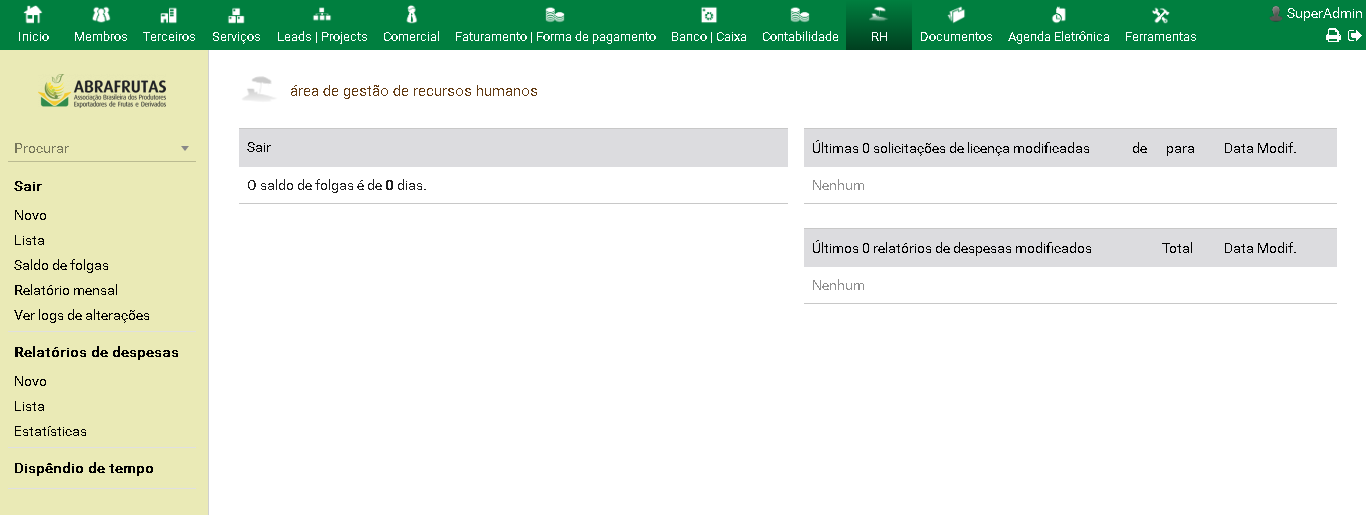 Inicio
Membros
Terceiros
Serviços
Leads | Projects
Comercial
Faturamento | Forma de pagamento
Banco | Caixa
Contabilidade
RH
Documentos
Agenda Eletrônica
Ferramentas
SuperAdmin
ABRAFRUTAS
Associação Brasileira dos Produtores
Exportadores de Frutas e Derivados
Procurar
Sair
Novo
Lista
Saldo de folgas
Relatório mensal
Ver logs de alterações
Relatórios de despesas
Novo
Lista
Estatísticas
Dispêndio de tempo
área de gestão de recursos humanos
Sair
O saldo de folgas é de 0 dias.
Últimas 0 solicitações de licença modificadas de para Data Modif.
Nenhum
Últimos 0 relatórios de despesas modificados Total Data Modif.
Nenhum